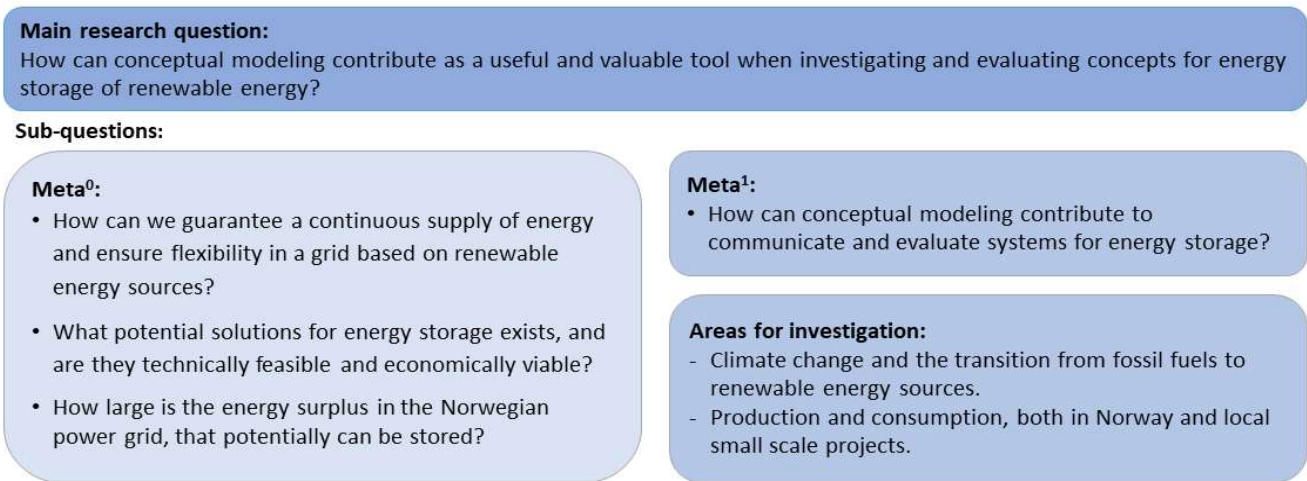 Main research question:
How can conceptual modeling contribute as a useful and valuable tool when investigating and evaluating concepts for energy
storage of renewable energy?
Sub-questions:
Meta⁰:
• How can we guarantee a continuous supply of energy
and ensure flexibility in a grid based on renewable
energy sources?
• What potential solutions for energy storage exists, and
are they technically feasible and economically viable?
• How large is the energy surplus in the Norwegian
power grid, that potentially can be stored?
Meta¹:
• How can conceptual modeling contribute to
communicate and evaluate systems for energy storage?
Areas for investigation:
- Climate change and the transition from fossil fuels to
renewable energy sources.
- Production and consumption, both in Norway and local
small scale projects.